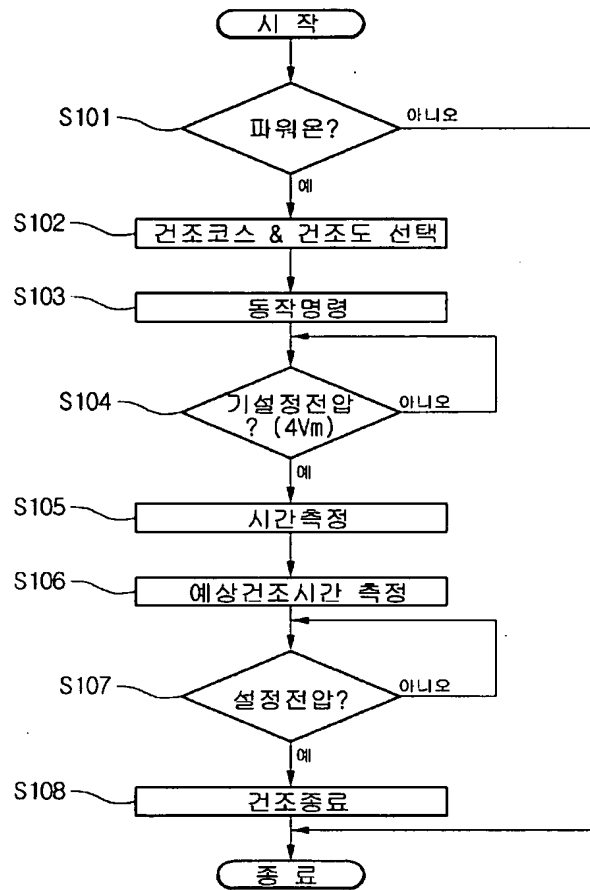 시 작
S101
파워온?
아니오
예
S102
건조코스 & 건조도 선택
S103
동작명령
S104
기설정전압
? (4Vm)
아니오
예
S105
시간측정
S106
예상건조시간 측정
S107
설정전압?
아니오
예
S108
건조종료
종 료